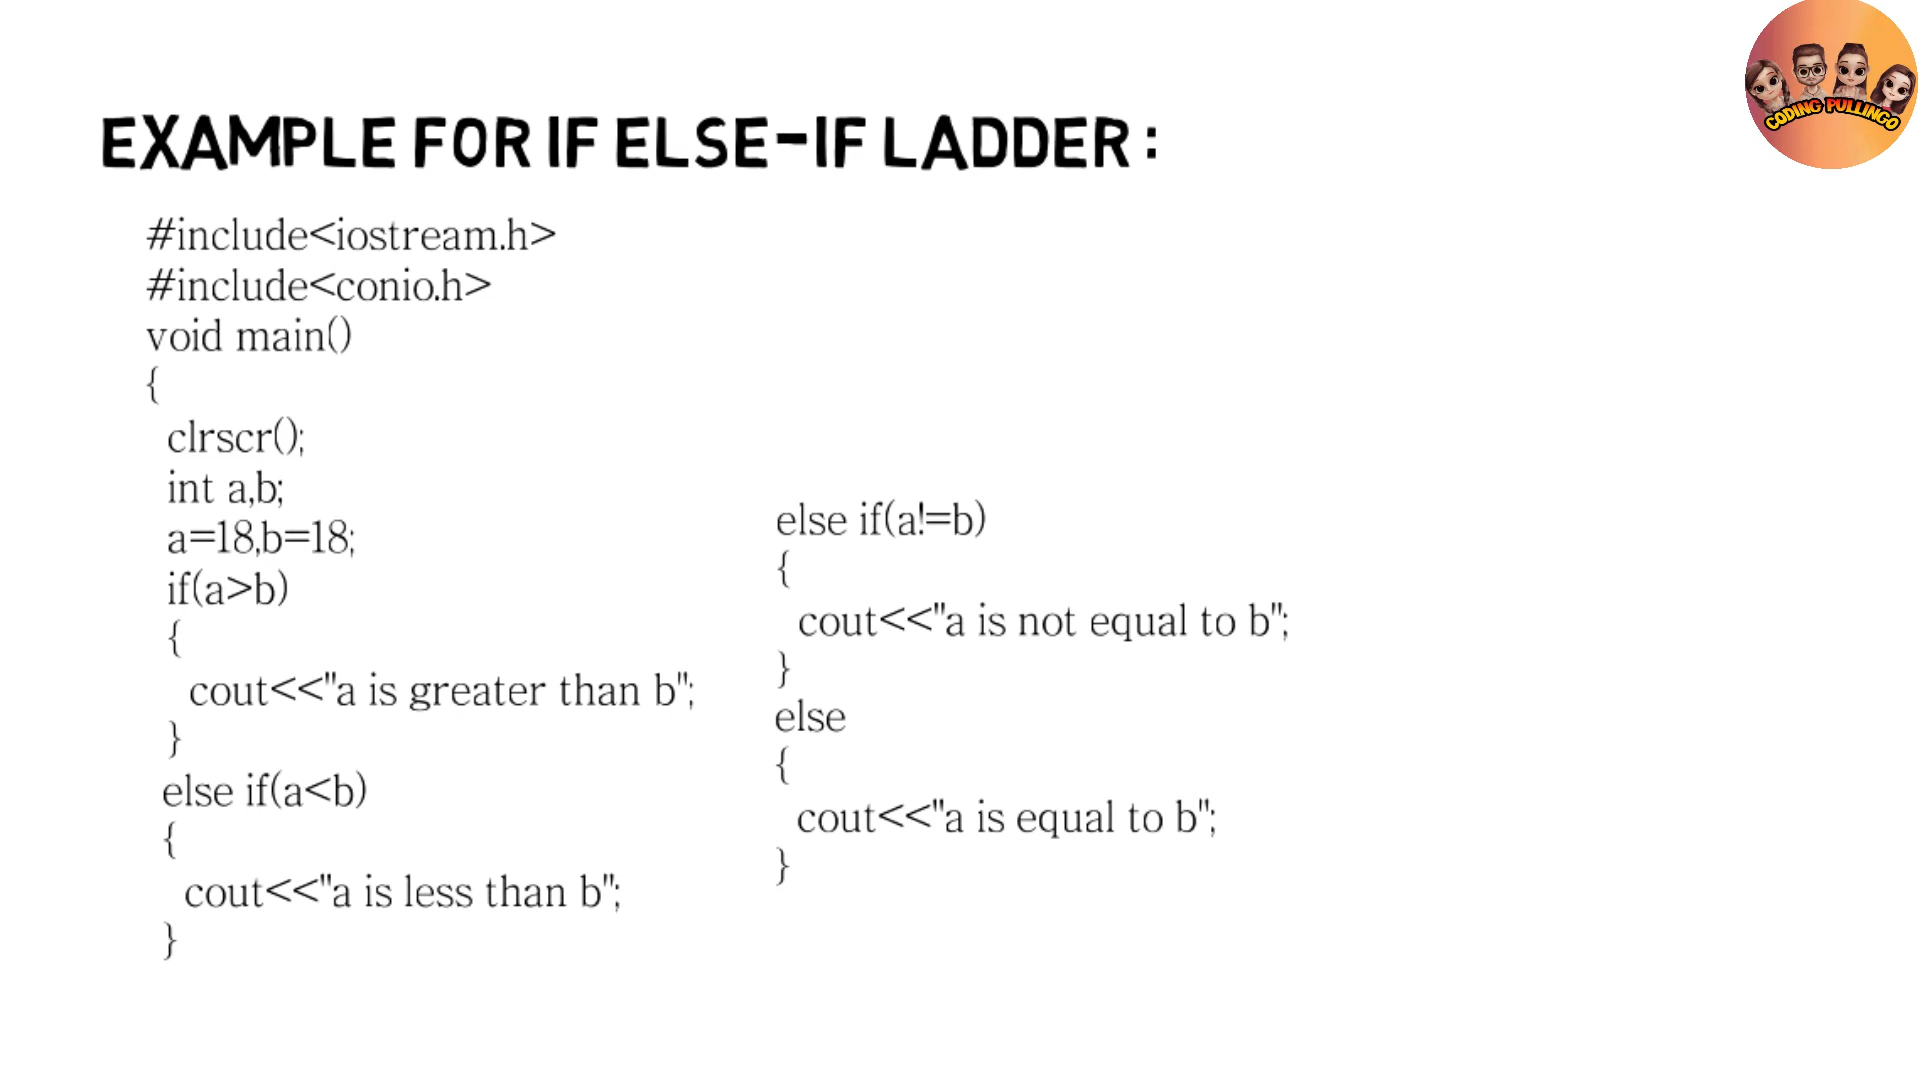 CODING PULLINGO
EXAMPLE FOR IF ELSE-IF LADDER :
#include<iostream.h>
#include<conio.h>
void main()
{
clrscr();
int a,b;
a=18,b=18;
if(a>b)
{
cout<<"a is greater than b";
}
else if(a<b)
{
cout<<"a is less than b";
}
else if(a!=b)
{
cout<<"a is not equal to b";
}
else
{
cout<<"a is equal to b";
}